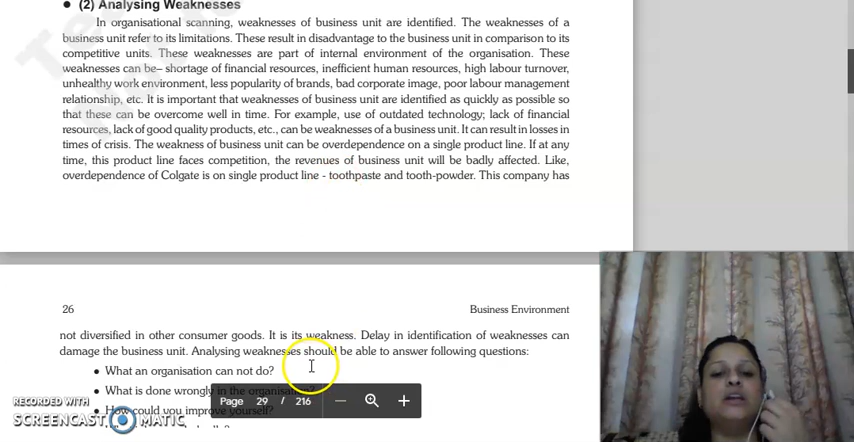 (2) Analysing Weaknesses
In organisational scanning, weaknesses of business unit are identified. The weaknesses of a
business unit refer to its limitations. These result in disadvantage to the business unit in comparison to its
competitive units. These weaknesses are part of internal environment of the organisation. These
weaknesses can be– shortage of financial resources, inefficient human resources, high labour turnover,
unhealthy work environment, less popularity of brands, bad corporate image, poor labour management
relationship, etc. It is important that weaknesses of business unit are identified as quickly as possible so
that these can be overcome well in time. For example, use of outdated technology; lack of financial
resources, lack of good quality products, etc., can be weaknesses of a business unit. It can result in losses in
times of crisis. The weakness of business unit can be overdependence on a single product line. If at any
time, this product line faces competition, the revenues of business unit will be badly affected. Like,
overdependence of Colgate is on single product line - toothpaste and tooth-powder. This company has
26 Business Environment
not diversified in other consumer goods. It is its weakness. Delay in identification of weaknesses can
damage the business unit. Analysing weaknesses should be able to answer following questions:
• What an organisation can not do?
• What is done wrongly in the organisation?
• How could you improve yourself?
Page 29 / 216
RECORDED WITH
SCREENCAST MATIC